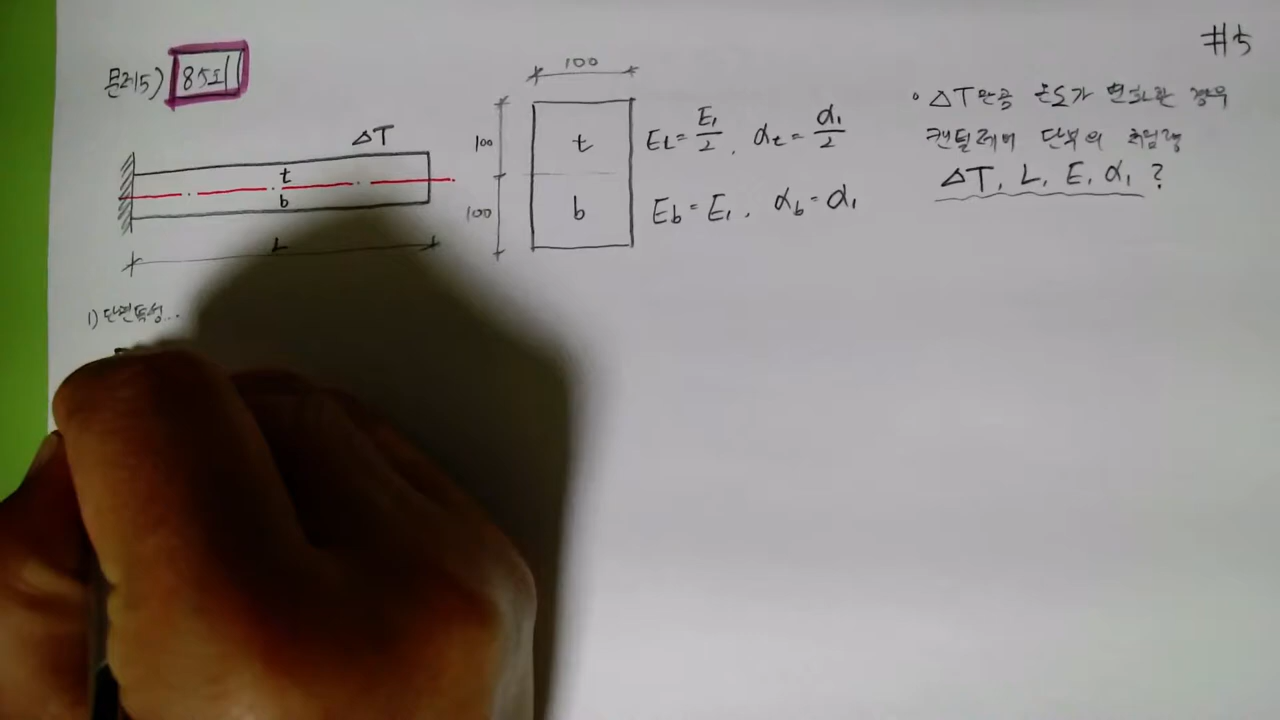 #5
문제5) 85회
ΔT
t
b
L
100
100
100
t
b
Et = E1/2 , αt = α1/2
Eb = E1 , αb = α1
• ΔT만큼 온도가 변화한 경우
캔틸레버 단부의 처짐량
ΔT, L, E, α1 ?
1) 단면특성...